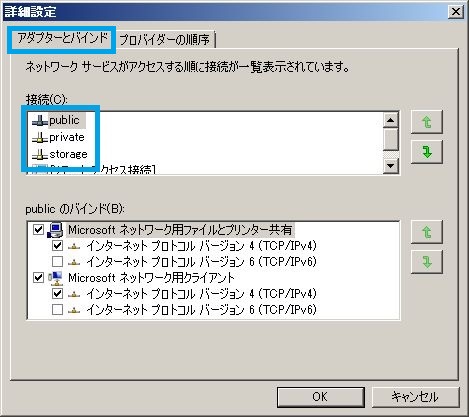 詳細設定
アダプターとバインド プロバイダーの順序
ネットワーク サービスがアクセスする順に接続が一覧表示されています。
接続(C):
public
private
storage
public のバインド(B):
Microsoft ネットワーク用ファイルとプリンター共有
インターネット プロトコル バージョン 4 (TCP/IPv4)
インターネット プロトコル バージョン 6 (TCP/IPv6)
Microsoft ネットワーク用クライアント
インターネット プロトコル バージョン 4 (TCP/IPv4)
インターネット プロトコル バージョン 6 (TCP/IPv6)
OK キャンセル